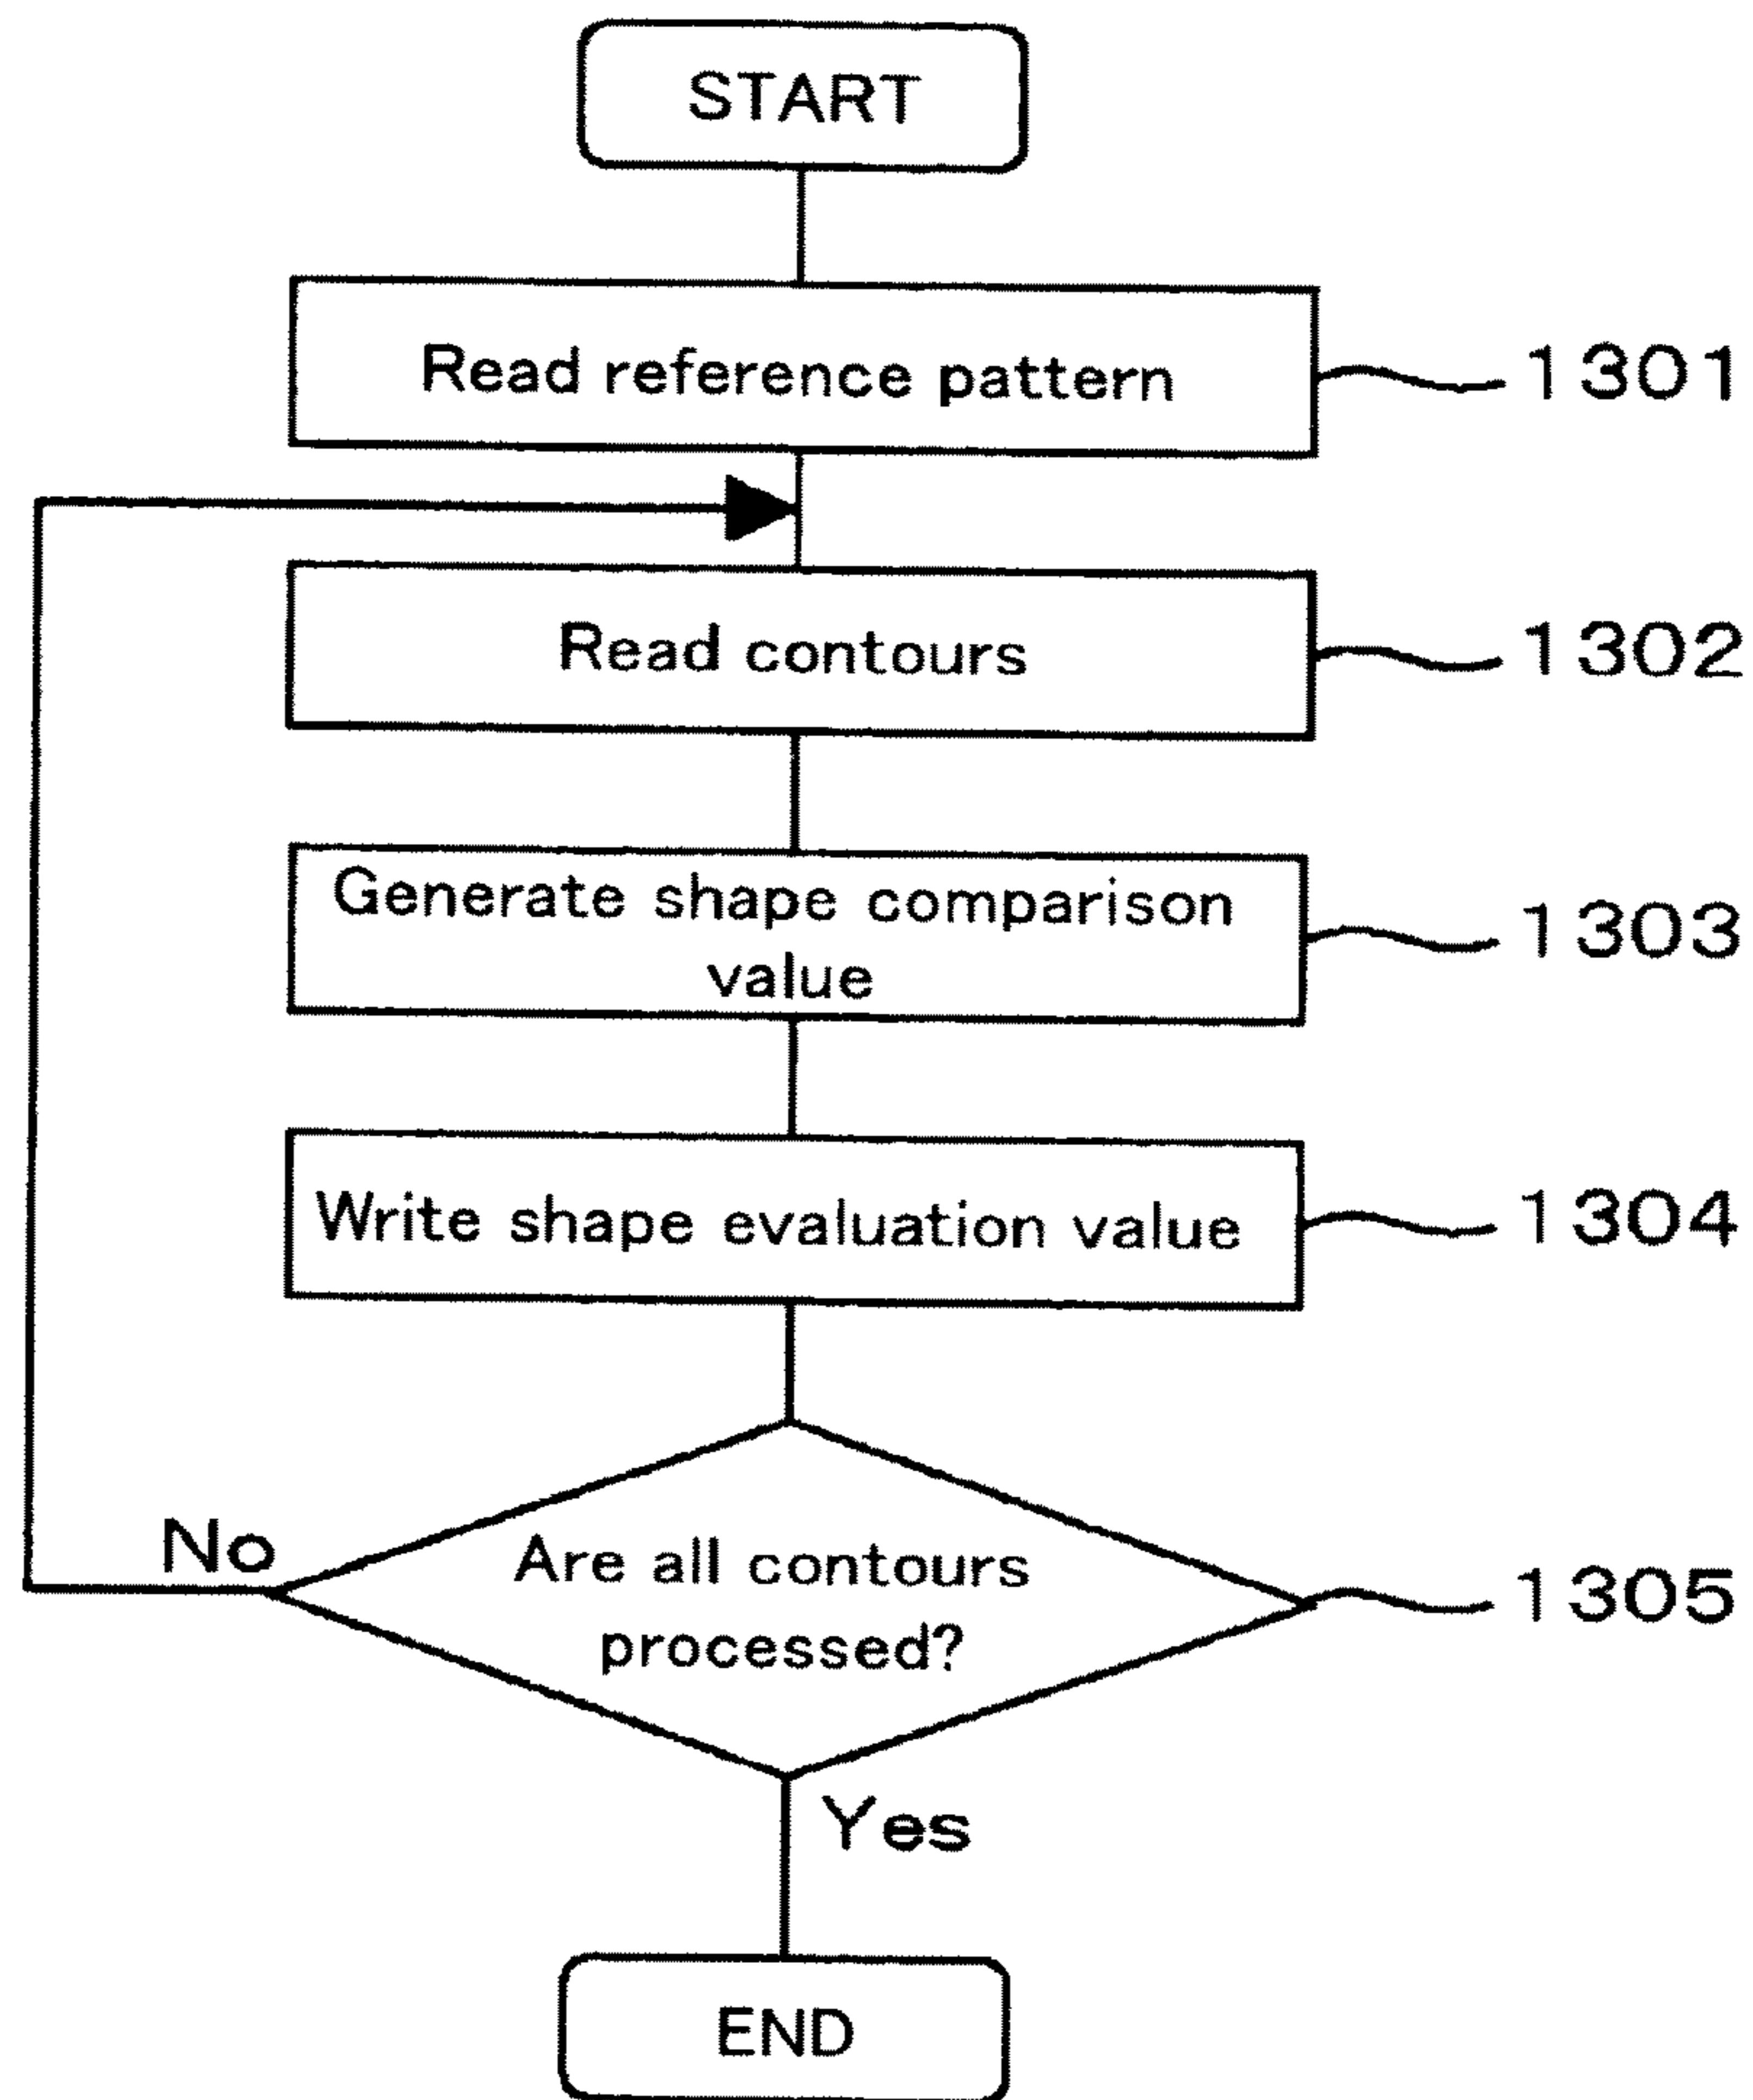 START
Read reference pattern
1301
Read contours
1302
Generate shape comparison
value
1303
Write shape evaluation value
1304
Are all contours
processed?
1305
No
Yes
END